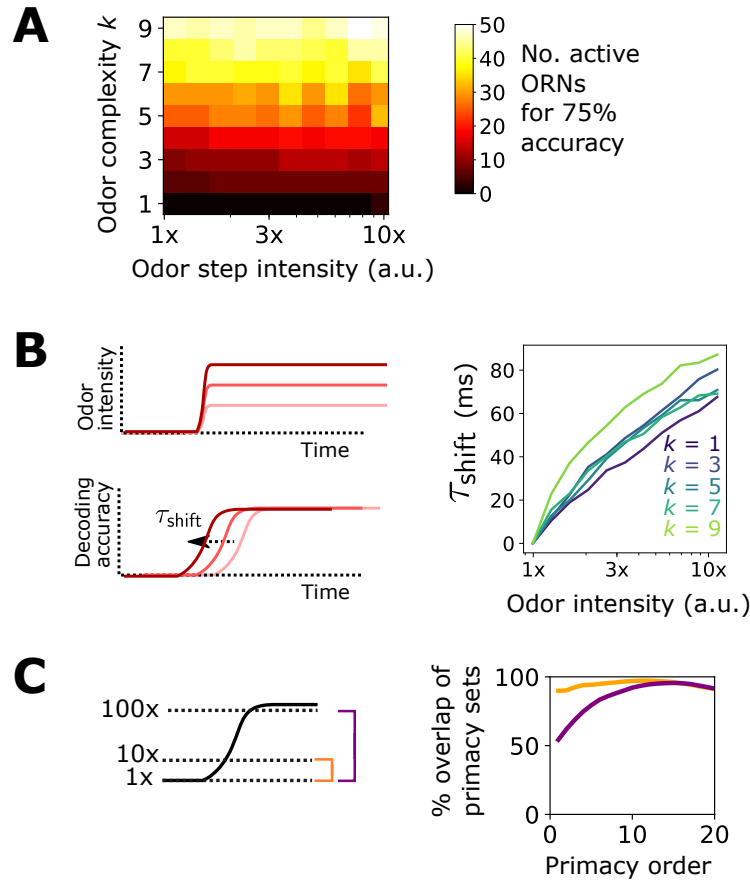 A
Odor complexity k
9
7
5
3
1
1x
3x
10x
Odor step intensity (a.u.)
50
40
30
20
10
0
No. active
ORNs
for 75%
accuracy
B
Odor
intensity
Time
Decoding
accuracy
τshift
Time
𝒯shift (ms)
80
60
40
20
0
k = 1
k = 3
k = 5
k = 7
k = 9
1x
3x
10x
Odor intensity (a.u.)
C
100x
10x
1x
% overlap of
primacy sets
100
50
0
0
10
20
Primacy order